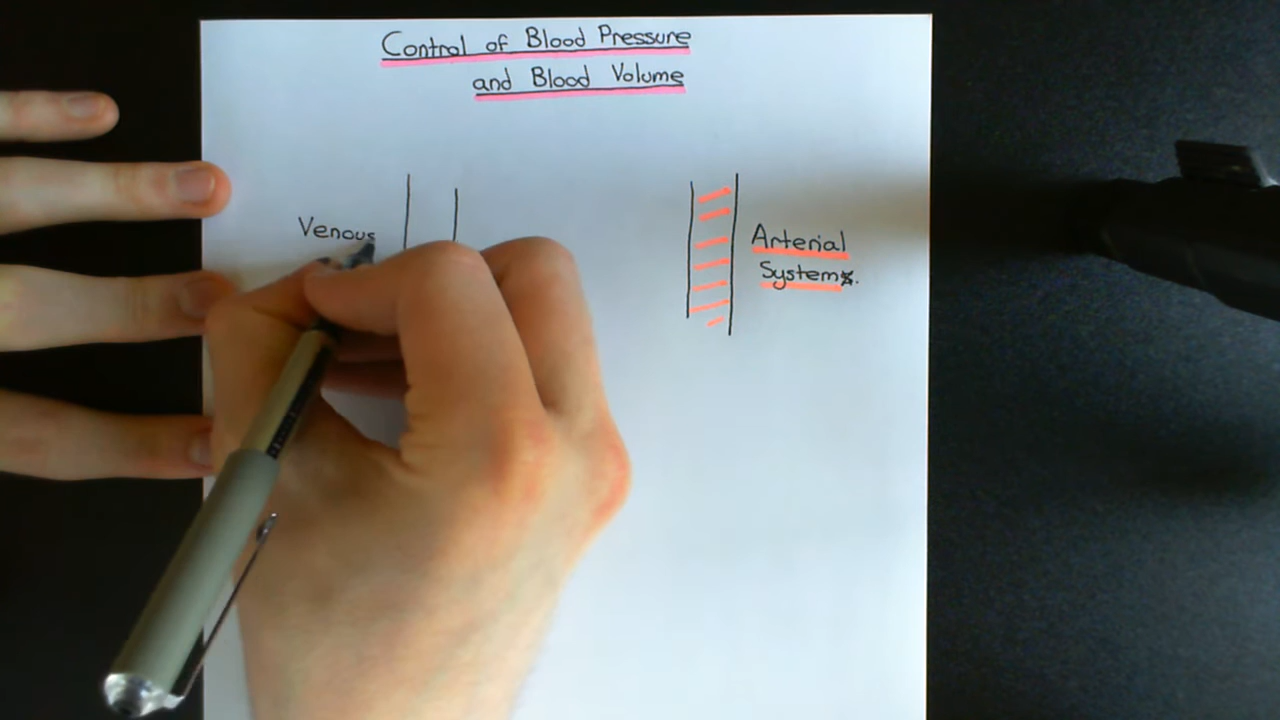 Control of Blood Pressure
and Blood Volume
Venous
Arterial
System.